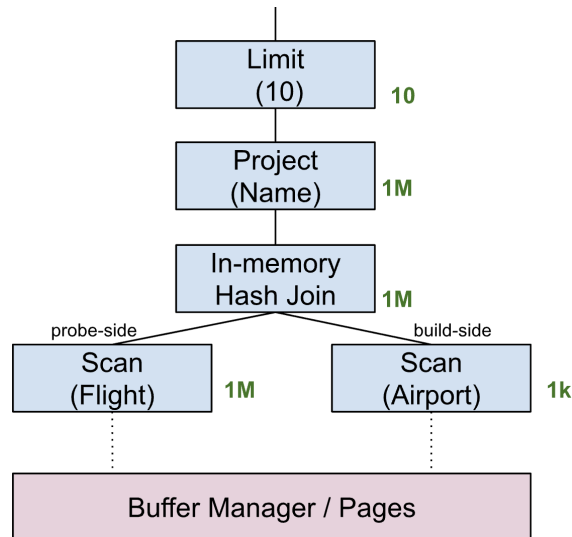 Limit
(10)
10
Project
(Name)
1M
In-memory
Hash Join
1M
probe-side
build-side
Scan
(Flight)
1M
Scan
(Airport)
1k
Buffer Manager / Pages